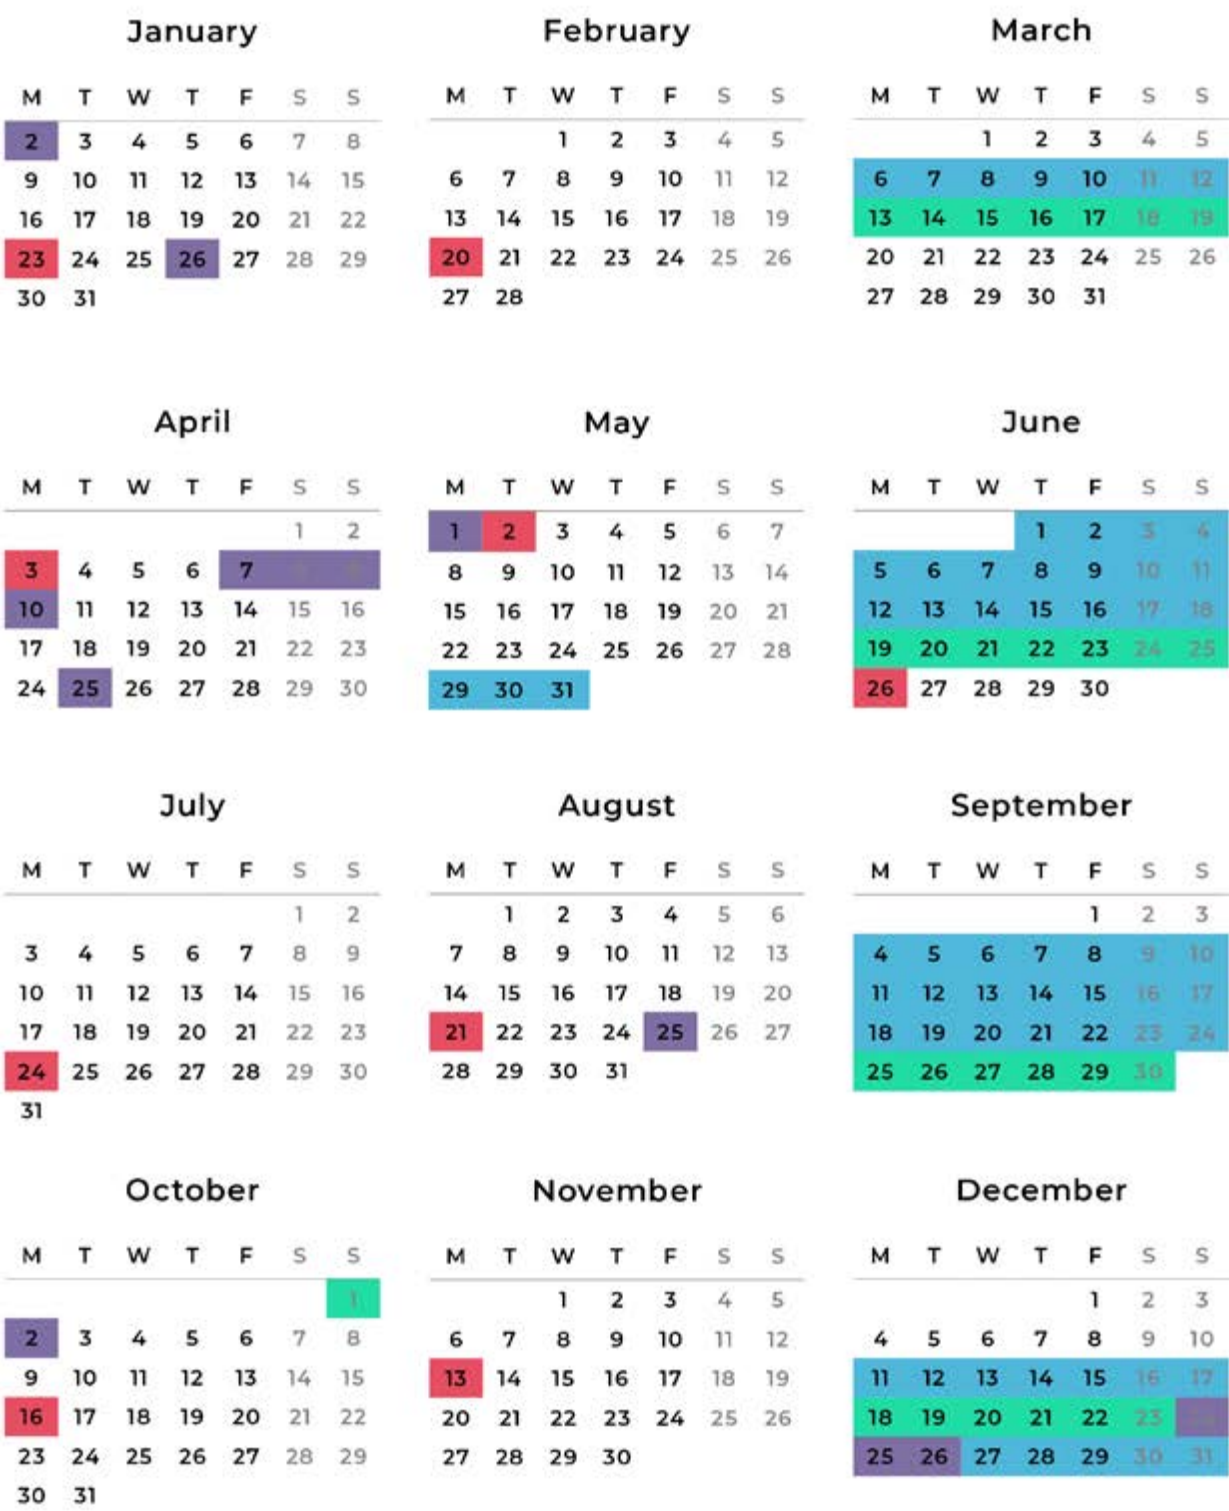 January
M T W T F S S
2 3 4 5 6 7 8
9 10 11 12 13 14 15
16 17 18 19 20 21 22
23 24 25 26 27 28 29
30 31
February
M T W T F S S
1 2 3 4 5
6 7 8 9 10 11 12
13 14 15 16 17 18 19
20 21 22 23 24 25 26
27 28
March
M T W T F S S
1 2 3 4 5
6 7 8 9 10 11 12
13 14 15 16 17 18 19
20 21 22 23 24 25 26
27 28 29 30 31
April
M T W T F S S
1 2
3 4 5 6 7
10 11 12 13 14 15 16
17 18 19 20 21 22 23
24 25 26 27 28 29 30
May
M T W T F S S
1 2 3 4 5 6 7
8 9 10 11 12 13 14
15 16 17 18 19 20 21
22 23 24 25 26 27 28
29 30 31
June
M T W T F S S
1 2 3 4
5 6 7 8 9 10 11
12 13 14 15 16 17 18
19 20 21 22 23 24 25
26 27 28 29 30
July
M T W T F S S
1 2
3 4 5 6 7 8 9
10 11 12 13 14 15 16
17 18 19 20 21 22 23
24 25 26 27 28 29 30
31
August
M T W T F S S
1 2 3 4 5 6
7 8 9 10 11 12 13
14 15 16 17 18 19 20
21 22 23 24 25 26 27
28 29 30 31
September
M T W T F S S
1 2 3
4 5 6 7 8 9 10
11 12 13 14 15 16 17
18 19 20 21 22 23 24
25 26 27 28 29 30
October
M T W T F S S
1
2 3 4 5 6 7 8
9 10 11 12 13 14 15
16 17 18 19 20 21 22
23 24 25 26 27 28 29
30 31
November
M T W T F S S
1 2 3 4 5
6 7 8 9 10 11 12
13 14 15 16 17 18 19
20 21 22 23 24 25 26
27 28 29 30
December
M T W T F S S
1 2 3
4 5 6 7 8 9 10
11 12 13 14 15 16 17
18 19 20 21 22 23
25 26 27 28 29 30 31